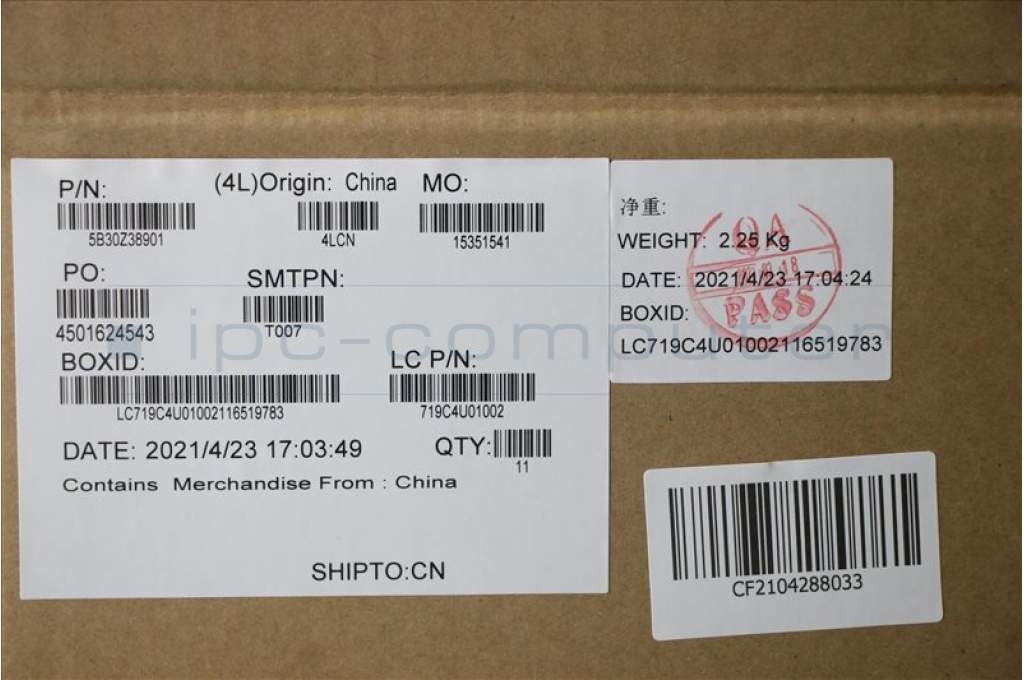 P/N: (4L)Origin: China MO:
5B30Z38901 4LCN 15351541
PO: SMTPN:
4501624543 T007
BOXID: LC P/N:
LC719C4U01002116519783 719C4U01002
DATE: 2021/4/23 17:03:49 QTY:
11
Contains Merchandise From : China
SHIPTO:CN
净重:
WEIGHT: 2.25 Kg
DATE: 2021/4/23 17:04:24
BOXID:
LC719C4U01002116519783
QA
PASS
CF2104288033
ipc-computer